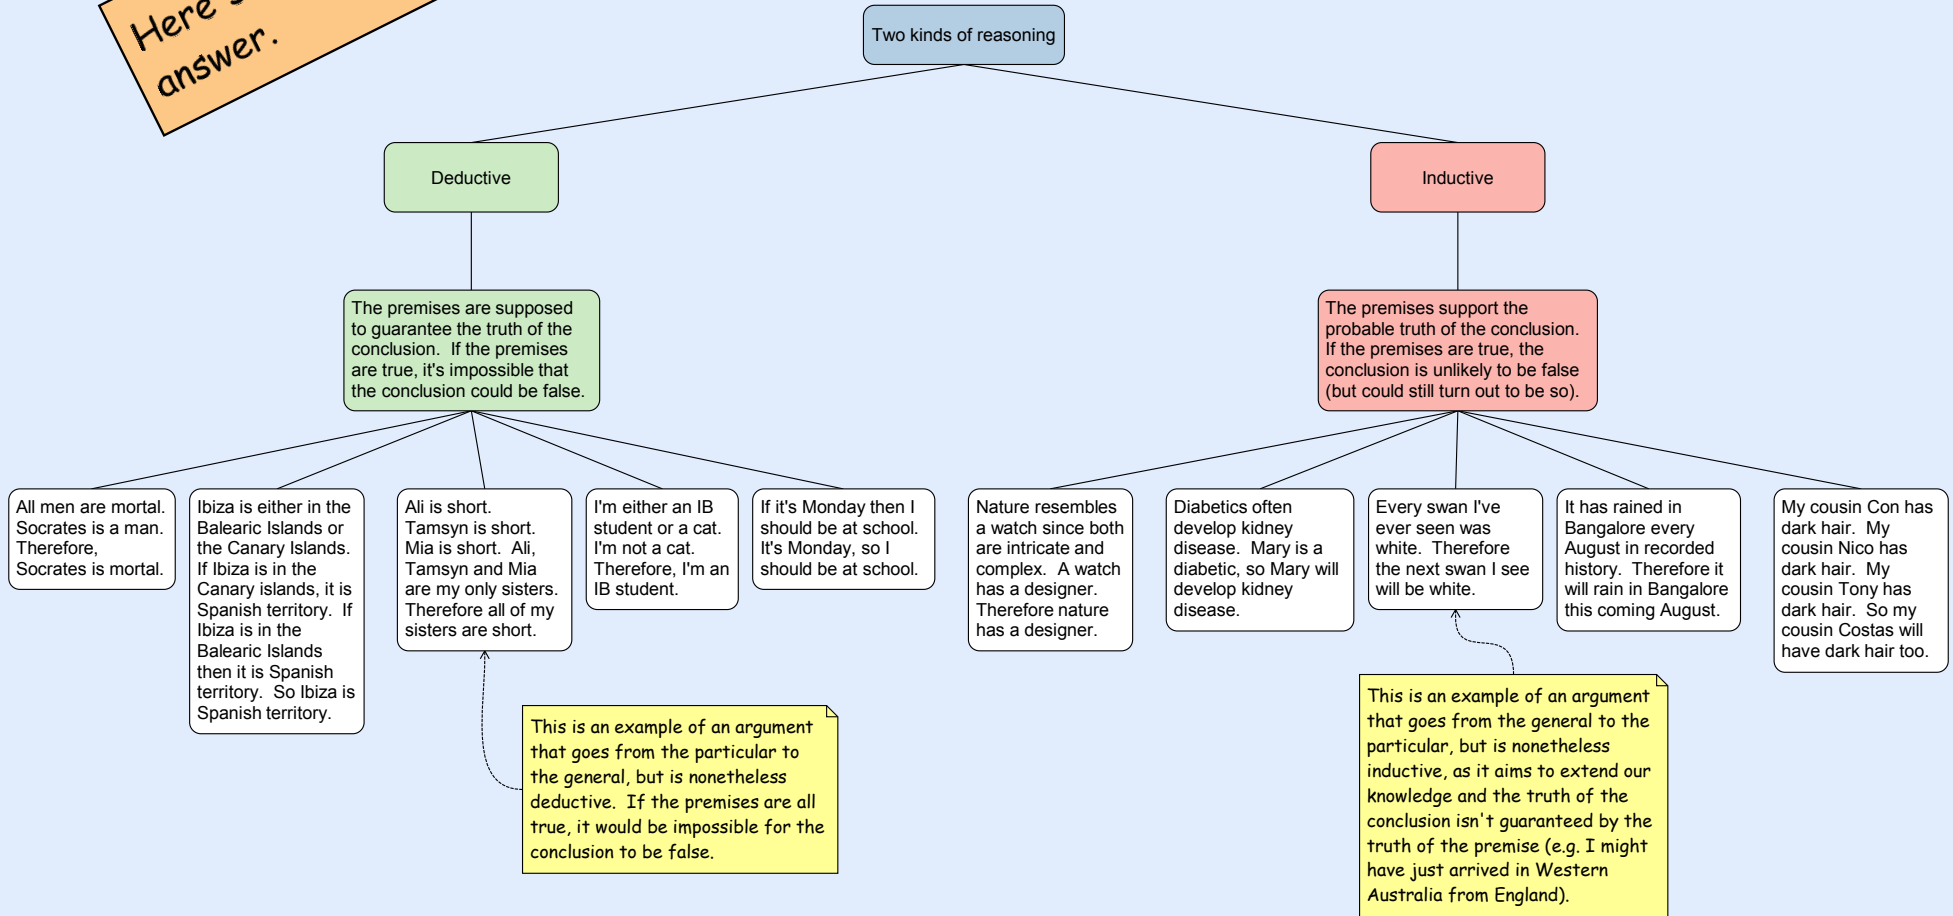 Here's
answer.
Two kinds of reasoning
Deductive
Inductive
The premises are supposed
to guarantee the truth of the
conclusion.  If the premises
are true, it's impossible that
the conclusion could be false.
The premises support the
probable truth of the conclusion.
If the premises are true, the
conclusion is unlikely to be false
(but could still turn out to be so).
All men are mortal.
Socrates is a man.
Therefore,
Socrates is mortal.
Ibiza is either in the
Balearic Islands or
the Canary Islands.
If Ibiza is in the
Canary islands, it is
Spanish territory.  If
Ibiza is in the
Balearic Islands
then it is Spanish
territory.  So Ibiza is
Spanish territory.
Ali is short.
Tamsyn is short.
Mia is short.  Ali,
Tamsyn and Mia
are my only sisters.
Therefore all of my
sisters are short.
I'm either an IB
student or a cat.
I'm not a cat.
Therefore, I'm an
IB student.
If it's Monday then I
should be at school.
It's Monday, so I
should be at school.
Nature resembles
a watch since both
are intricate and
complex.  A watch
has a designer.
Therefore nature
has a designer.
Diabetics often
develop kidney
disease.  Mary is a
diabetic, so Mary will
develop kidney
disease.
Every swan I've
ever seen was
white.  Therefore
the next swan I see
will be white.
It has rained in
Bangalore every
August in recorded
history.  Therefore it
will rain in Bangalore
this coming August.
My cousin Con has
dark hair.  My
cousin Nico has
dark hair.  My
cousin Tony has
dark hair.  So my
cousin Costas will
have dark hair too.
This is an example of an argument
that goes from the particular to
the general, but is nonetheless
deductive.  If the premises are all
true, it would be impossible for the
conclusion to be false.
This is an example of an argument
that goes from the general to the
particular, but is nonetheless
inductive, as it aims to extend our
knowledge and the truth of the
conclusion isn't guaranteed by the
truth of the premise (e.g. I might
have just arrived in Western
Australia from England).